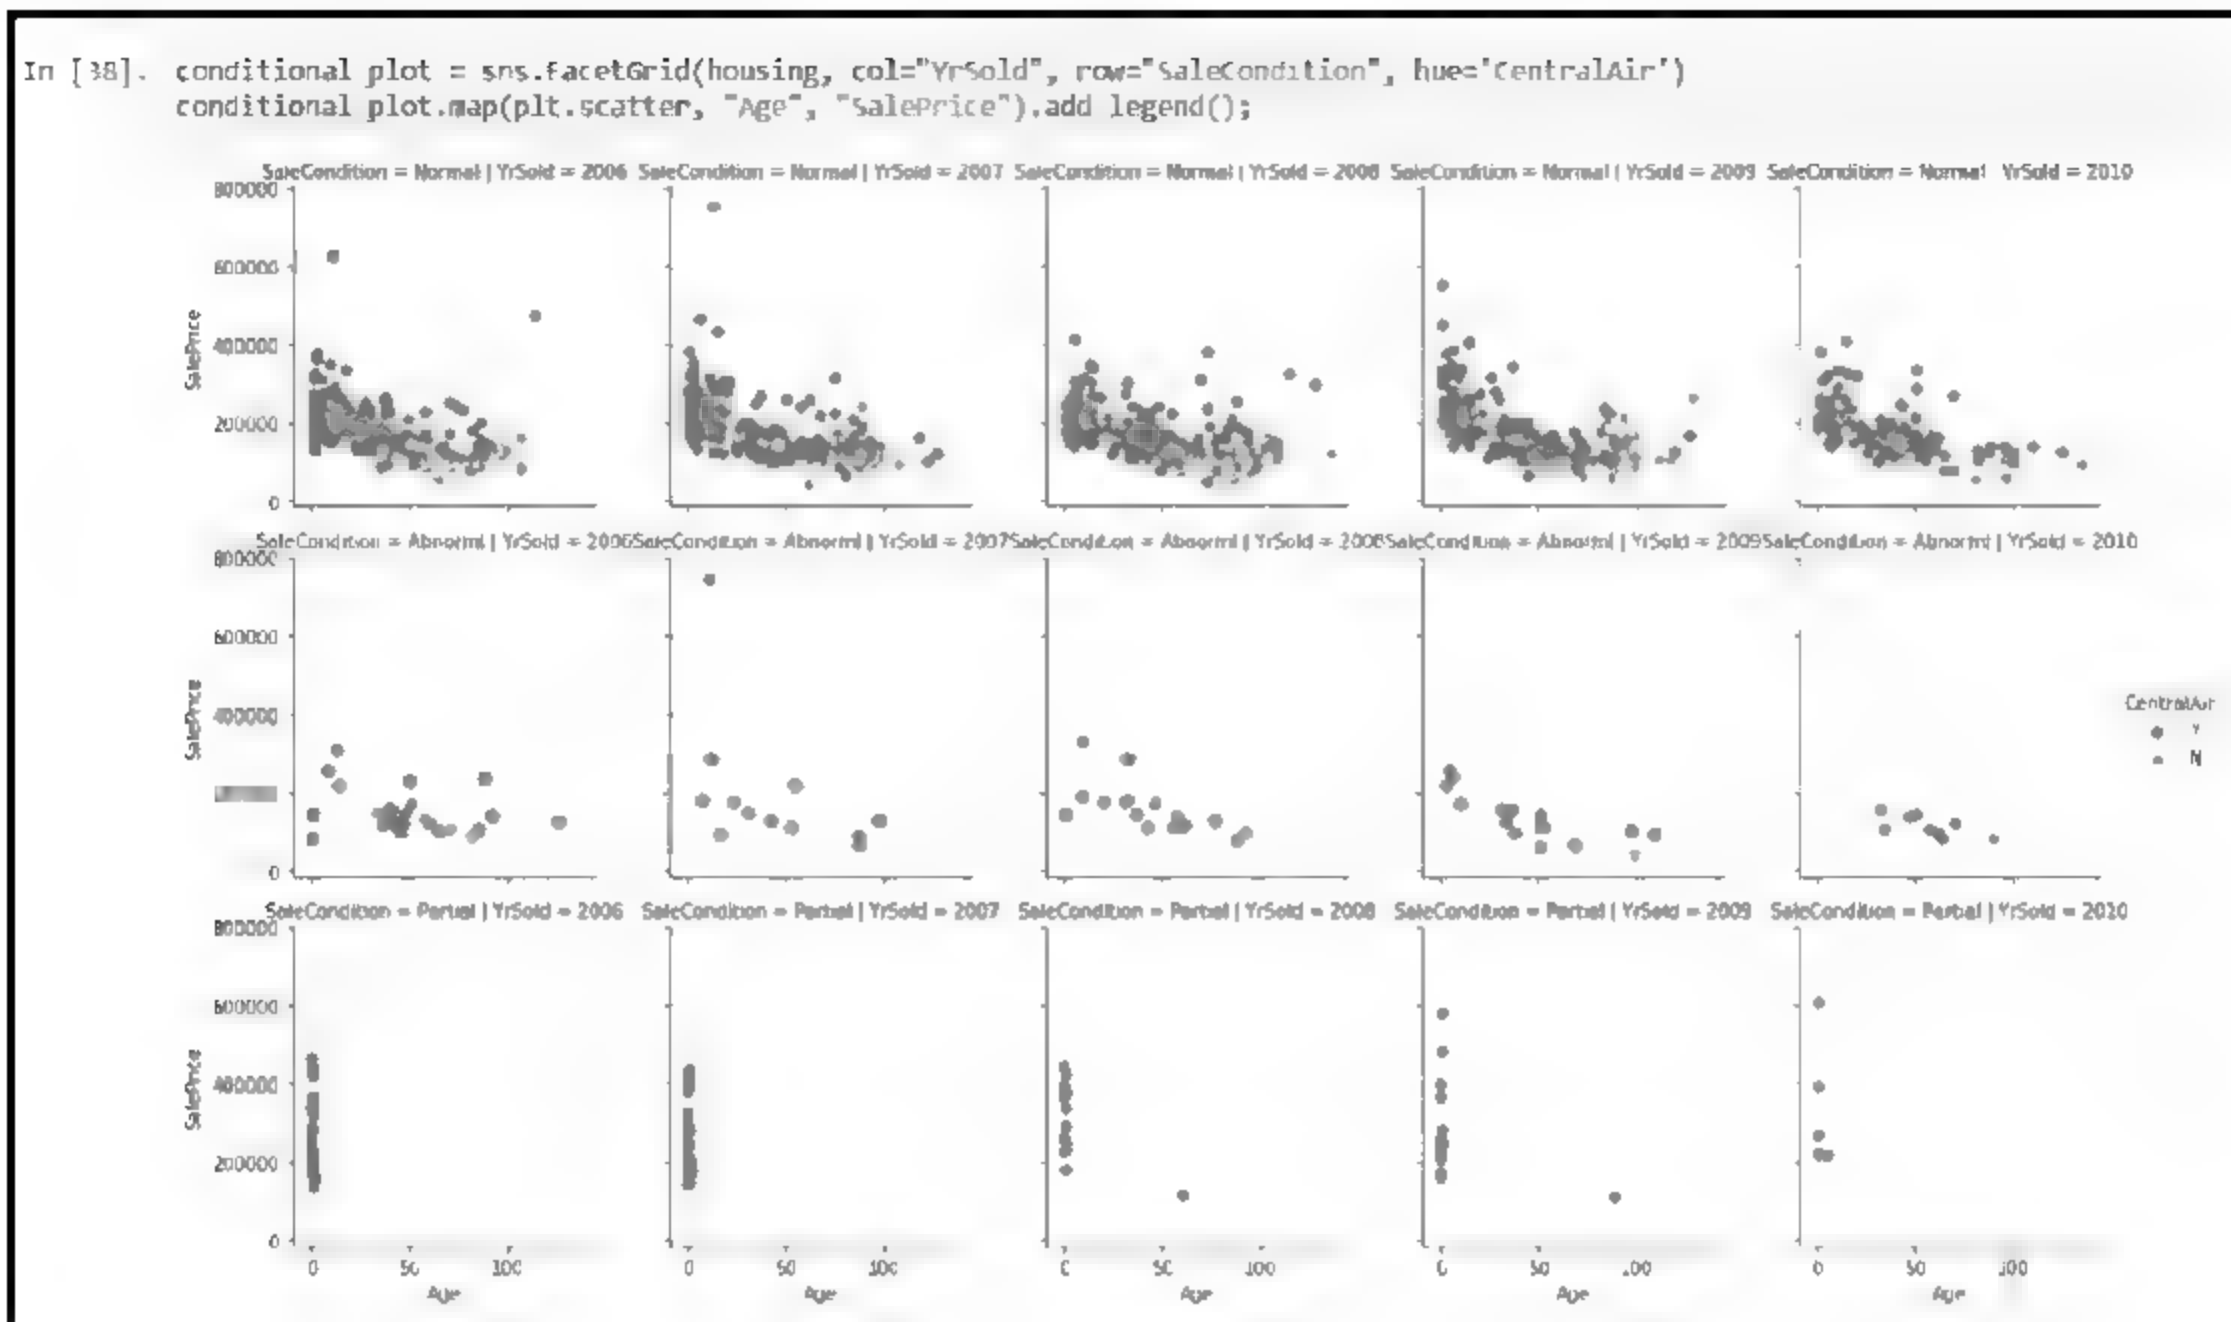 In [38]. conditional plot = sns.FacetGrid(housing, col="YrSold", row="SaleCondition", hue='CentralAir')
conditional plot.map(plt.scatter, "Age", "SalePrice").add legend();
SaleCondition = Normal | YrSold = 2006 SaleCondition = Normal | YrSold = 2007 SaleCondition = Normal | YrSold = 2008 SaleCondition = Normal | YrSold = 2009 SaleCondition = Normal YrSold = 2010
800000
600000
400000
200000
0
SalePrice
SaleCondition = Abnorml | YrSold = 2006 SaleCondition = Abnorml | YrSold = 2007 SaleCondition = Abnorml | YrSold = 2008 SaleCondition = Abnorml | YrSold = 2009 SaleCondition = Abnorml | YrSold = 2010
800000
600000
400000
0
SalePrice
CentralAir
Y
N
SaleCondition = Partial | YrSold = 2006 SaleCondition = Partial | YrSold = 2007 SaleCondition = Partial | YrSold = 2008 SaleCondition = Partial | YrSold = 2009 SaleCondition = Partial | YrSold = 2010
800000
600000
400000
200000
0
SalePrice
0 50 100 0 50 100 0 50 100 0 50 100 0 50 100
Age Age Age Age Age